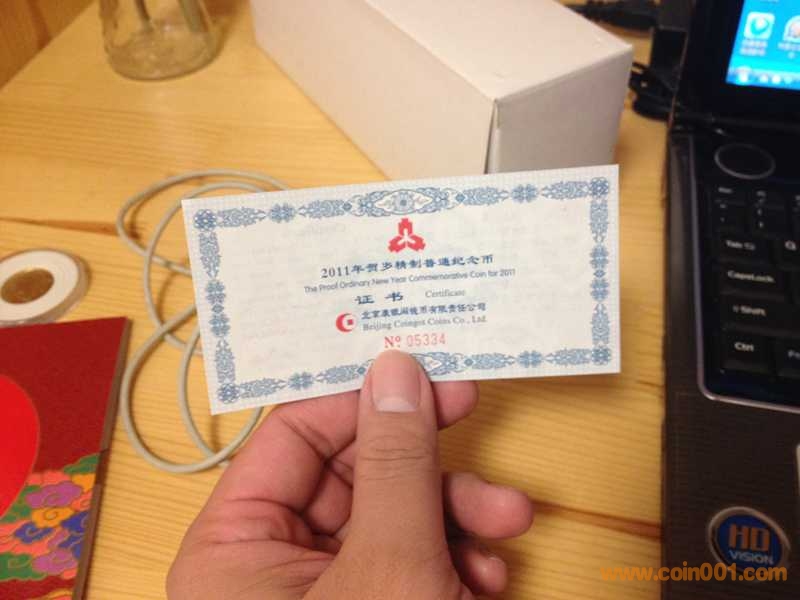 2011年贺岁精制普通纪念币
The Proof Ordinary New Year Commemorative Coin for 2011
证书 Certificate
北京康银阁钱币有限责任公司
Beijing Coingot Coins Co., Ltd.
Nº 05334
Tab
CapsLock
Shift
Ctrl
Fn
HD
VISION
www.coin001.com